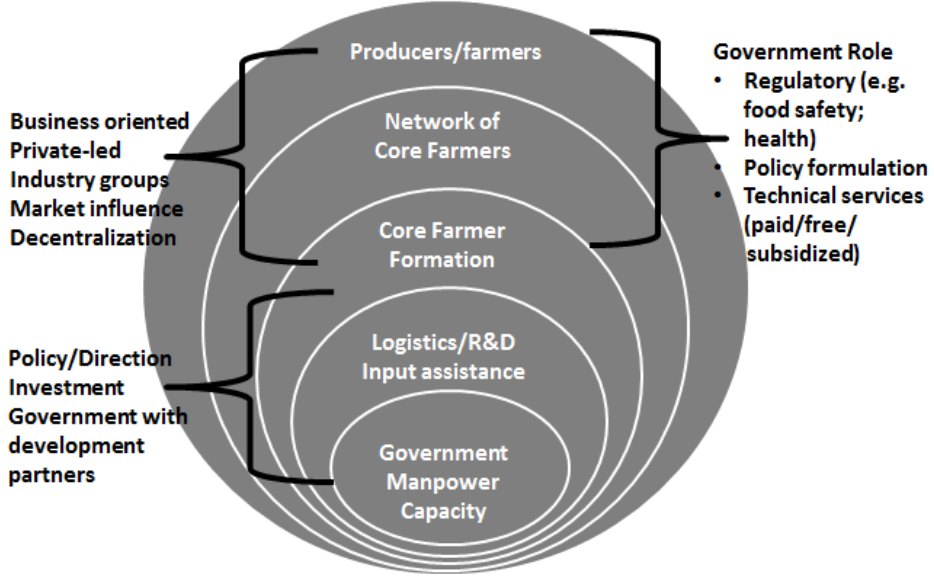 Producers/farmers
Network of
Core Farmers
Core Farmer
Formation
Logistics/R&D
Input assistance
Government
Manpower
Capacity
Business oriented
Private-led
Industry groups
Market influence
Decentralization
Policy/Direction
Investment
Government with
development
partners
Government Role
• Regulatory (e.g.
food safety;
health)
• Policy formulation
• Technical services
(paid/free/
subsidized)